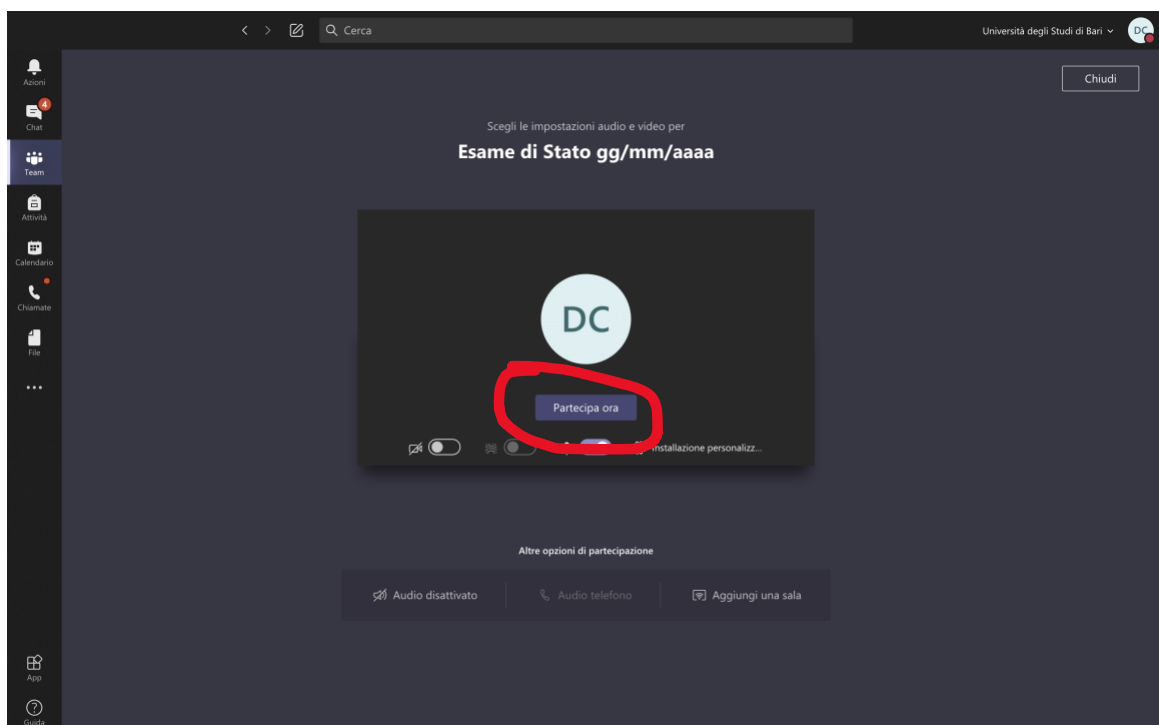 Cerca
Università degli Studi di Bari
DC
Azioni
4
Chat
Team
Attività
Calendario
Chiamate
File
App
Guida
Chiudi
Scegli le impostazioni audio e video per
Esame di Stato gg/mm/aaaa
DC
Partecipa ora
Installazione personalizz...
Altre opzioni di partecipazione
Audio disattivato
Audio telefono
Aggiungi una sala